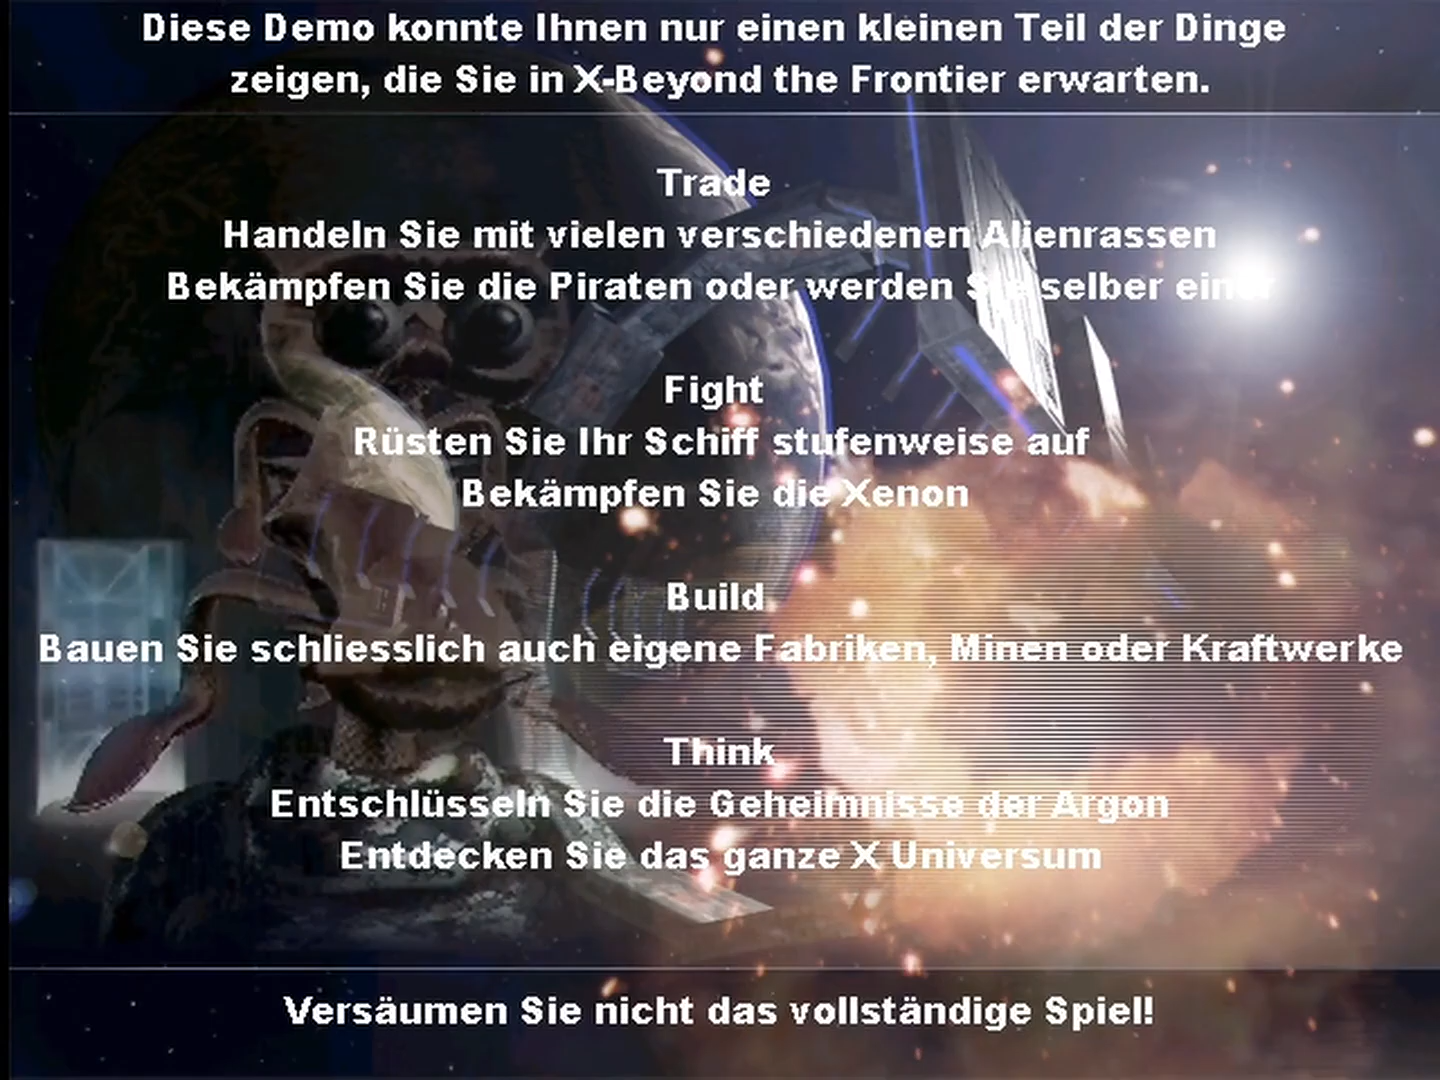 Diese Demo konnte Ihnen nur einen kleinen Teil der Dinge
zeigen, die Sie in X-Beyond the Frontier erwarten.
Trade
Handeln Sie mit vielen verschiedenen Alienrassen
Bekämpfen Sie die Piraten oder werden Sie selber einer
Fight
Rüsten Sie Ihr Schiff stufenweise auf
Bekämpfen Sie die Xenon
Build
Bauen Sie schliesslich auch eigene Fabriken, Minen oder Kraftwerke
Think
Entschlüsseln Sie die Geheimnisse der Argon
Entdecken Sie das ganze X Universum
Versäumen Sie nicht das vollständige Spiel!